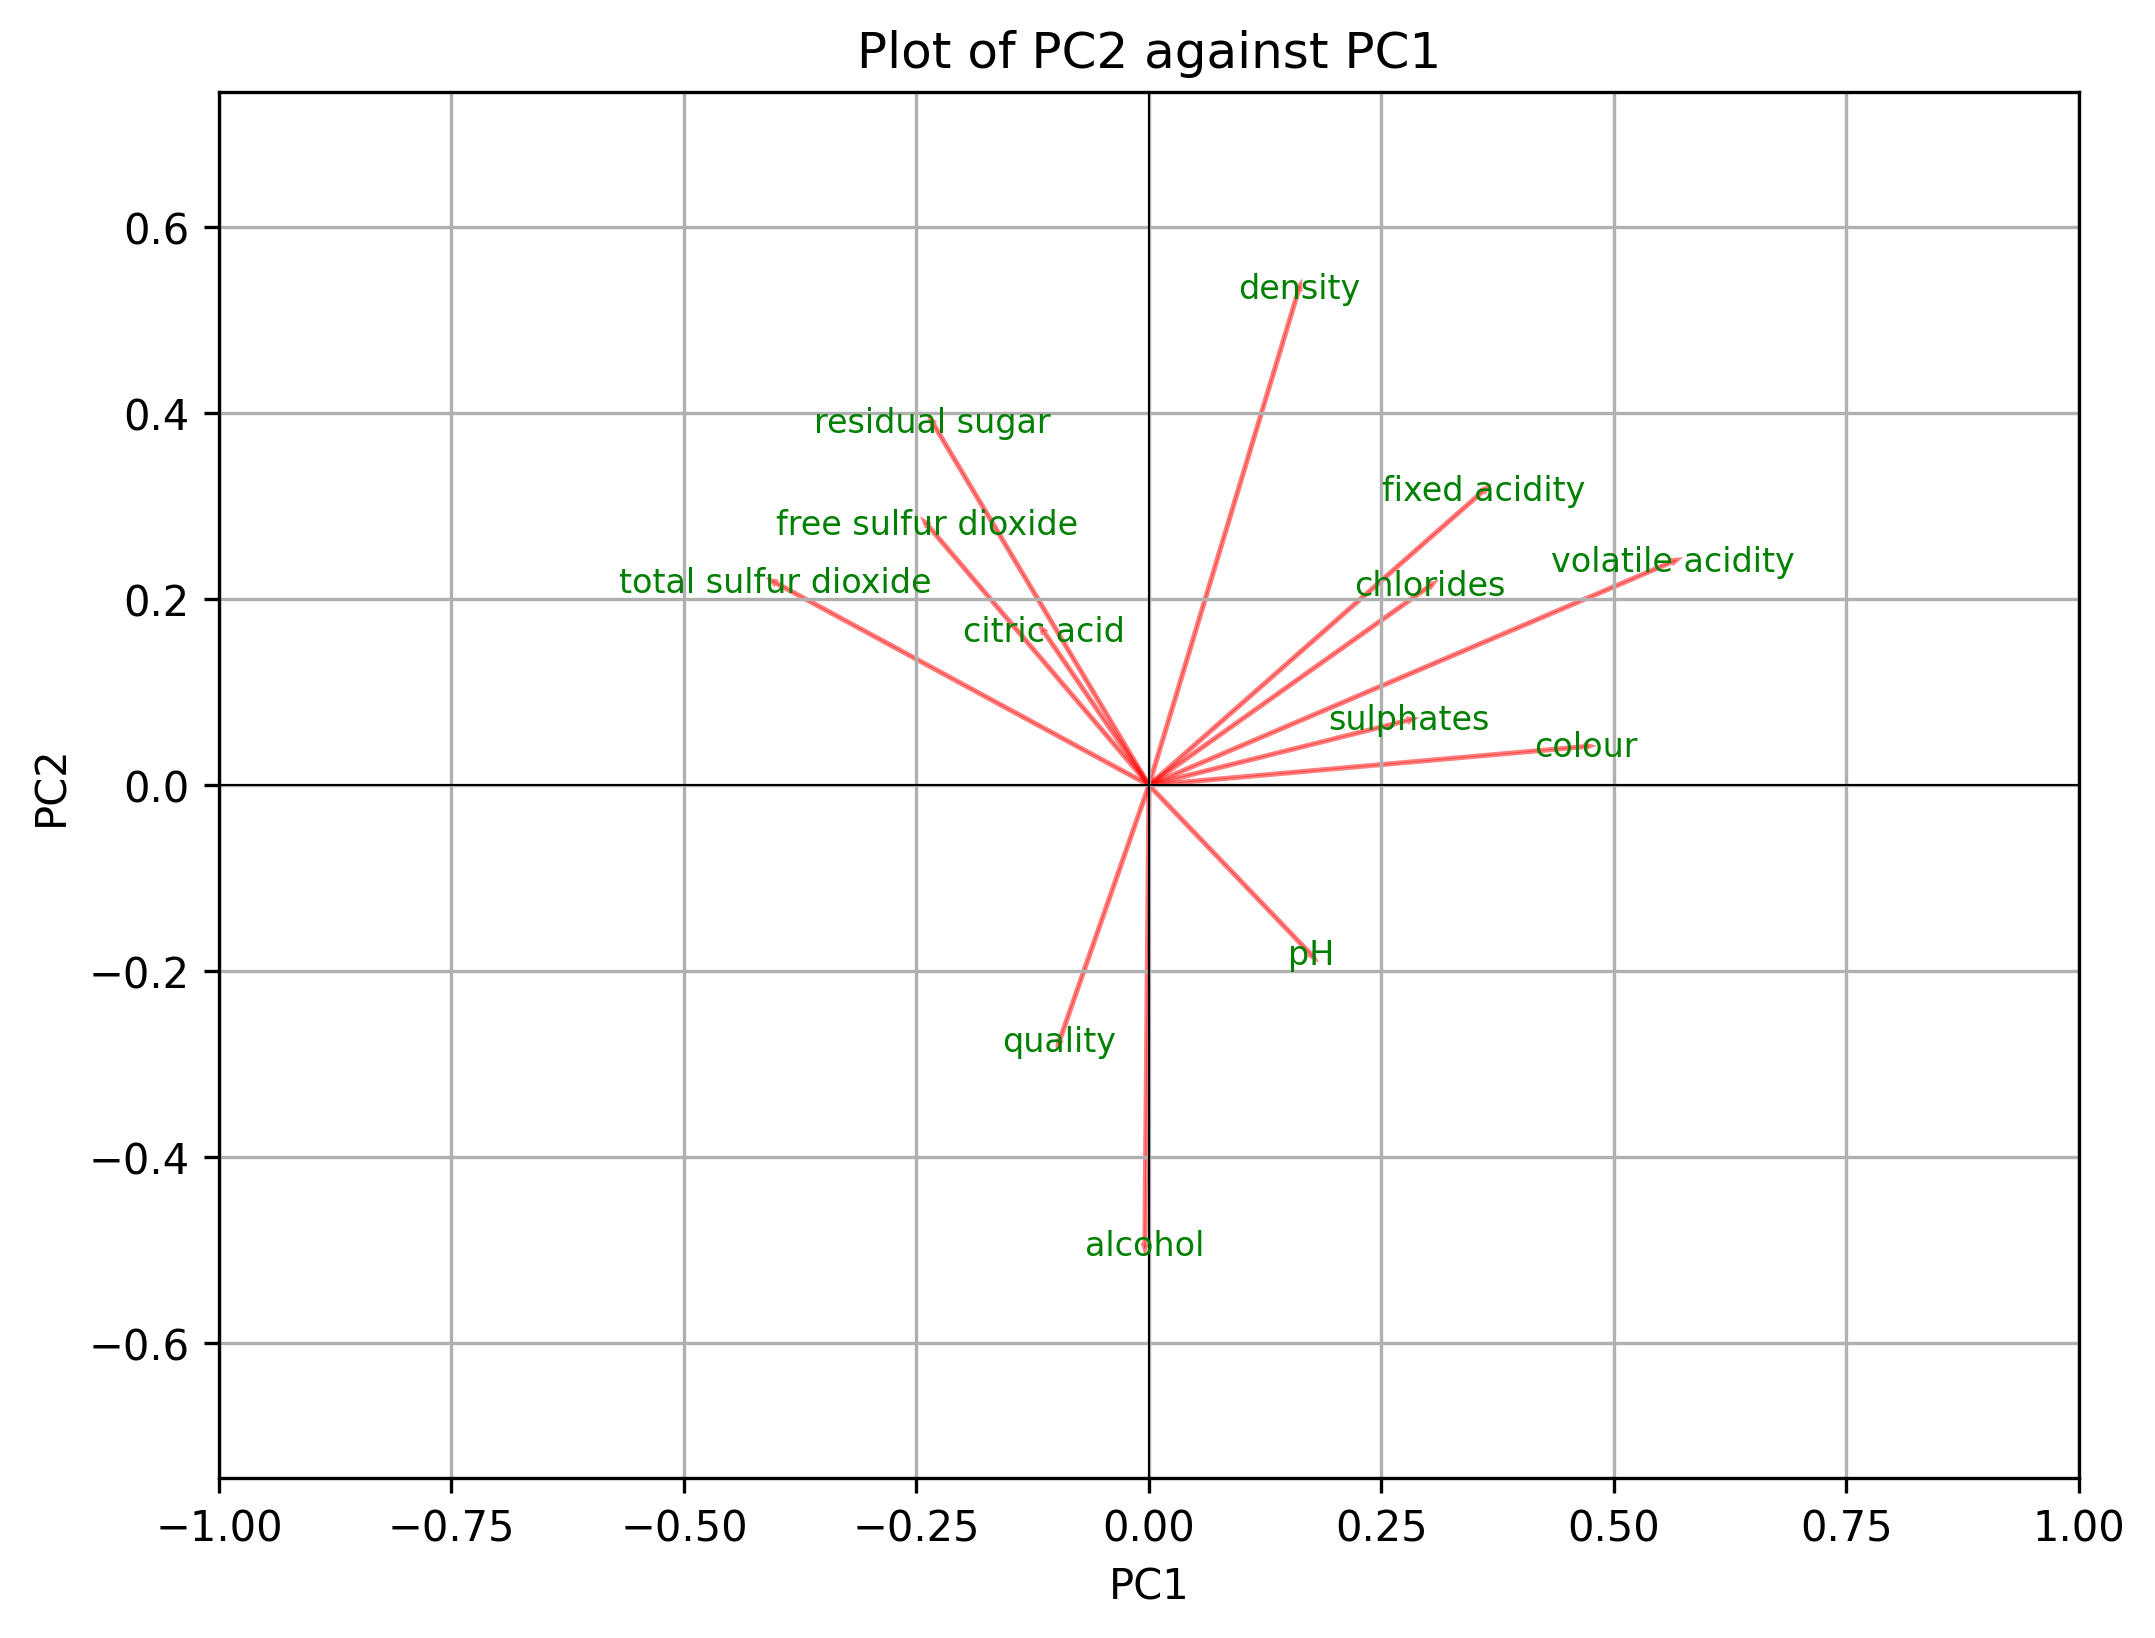 Plot of PC2 against PC1
0.6
0.4
0.2
0.0
−0.2
−0.4
−0.6
PC2
density
residual sugar
fixed acidity
free sulfur dioxide
volatile acidity
total sulfur dioxide
chlorides
citric acid
sulphates
colour
pH
quality
alcohol
−1.00 −0.75 −0.50 −0.25 0.00 0.25 0.50 0.75 1.00
PC1